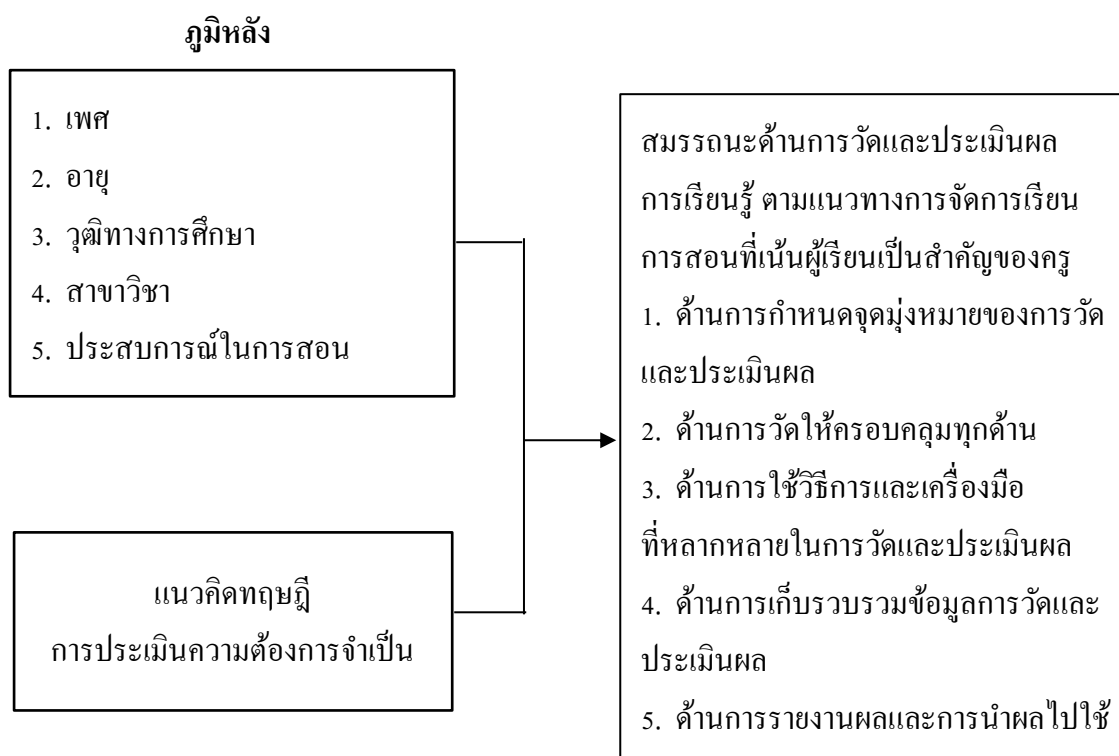 ภูมิหลัง
1. เพศ
2. อายุ
3. วุฒิทางการศึกษา
4. สาขาวิชา
5. ประสบการณ์ในการสอน
แนวคิดทฤษฎี
การประเมินความต้องการจำเป็น
สมรรถนะด้านการวัดและประเมินผล
การเรียนรู้ ตามแนวทางการจัดการเรียน
การสอนที่เน้นผู้เรียนเป็นสำคัญของครู
1. ด้านการกำหนดจุดมุ่งหมายของการวัด
และประเมินผล
2. ด้านการวัดให้ครอบคลุมทุกด้าน
3. ด้านการใช้วิธีการและเครื่องมือ
ที่หลากหลายในการวัดและประเมินผล
4. ด้านการเก็บรวบรวมข้อมูลการวัดและ
ประเมินผล
5. ด้านการรายงานผลและการนำผลไปใช้